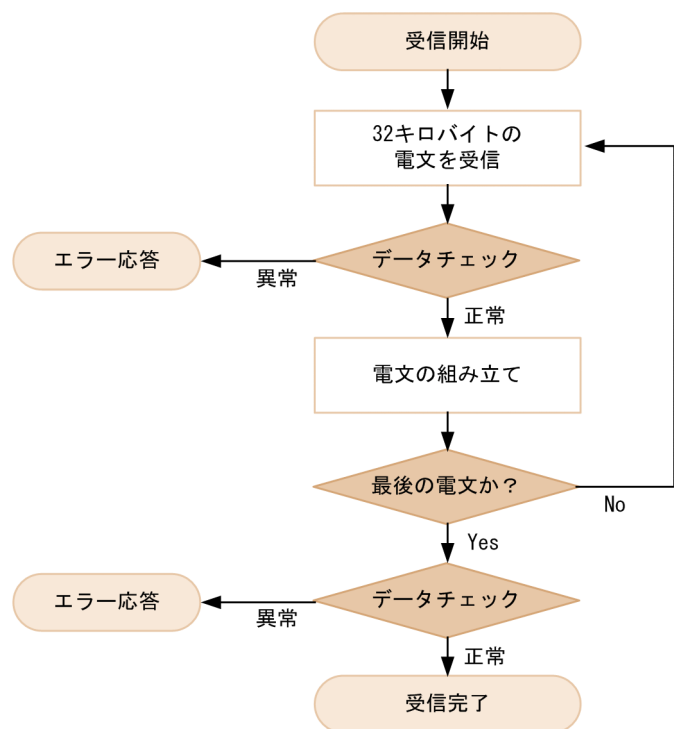 受信開始
32キロバイトの
電文を受信
データチェック
エラー応答
異常
正常
電文の組み立て
最後の電文か？
No
Yes
データチェック
エラー応答
異常
正常
受信完了